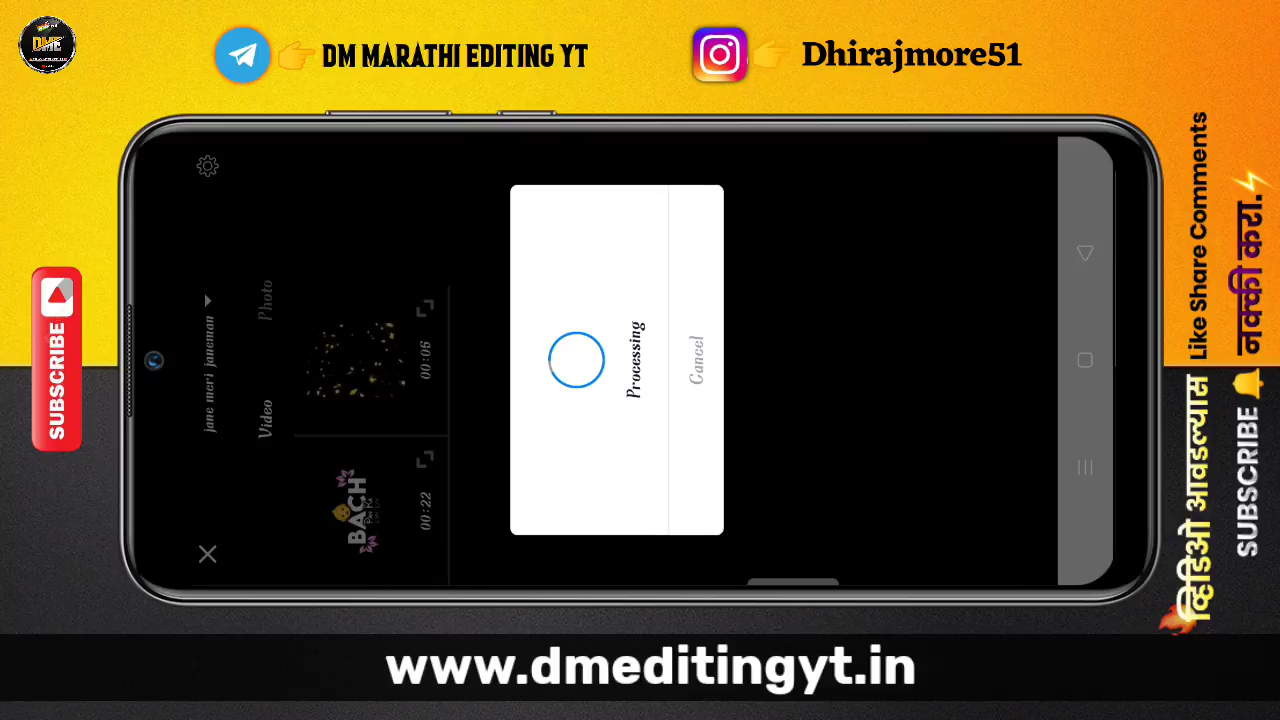 DME
DM MARATHI EDITING YT
Dhirajmore51
SUBSCRIBE
jane meri janeman
Video
Photo
00:06
00:22
BACH
Processing
Cancel
Like Share Comments
नक्की करा.
व्हिडिओ आवडल्यास
SUBSCRIBE
www.dmeditingyt.in